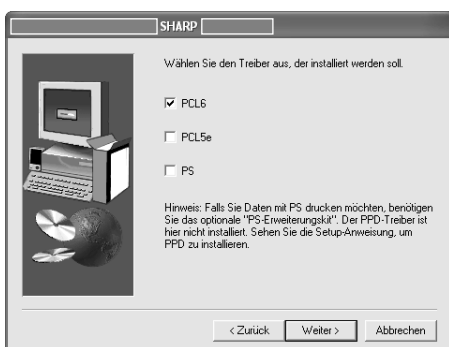 SHARP
Wählen Sie den Treiber aus, der installiert werden soll.
PCL6
PCL5e
PS
Hinweis: Falls Sie Daten mit PS drucken möchten, benötigen
Sie das optionale "PS-Erweiterungskit". Der PPD-Treiber ist
hier nicht installiert. Sehen Sie die Setup-Anweisung, um
PPD zu installieren.
< Zurück Weiter > Abbrechen